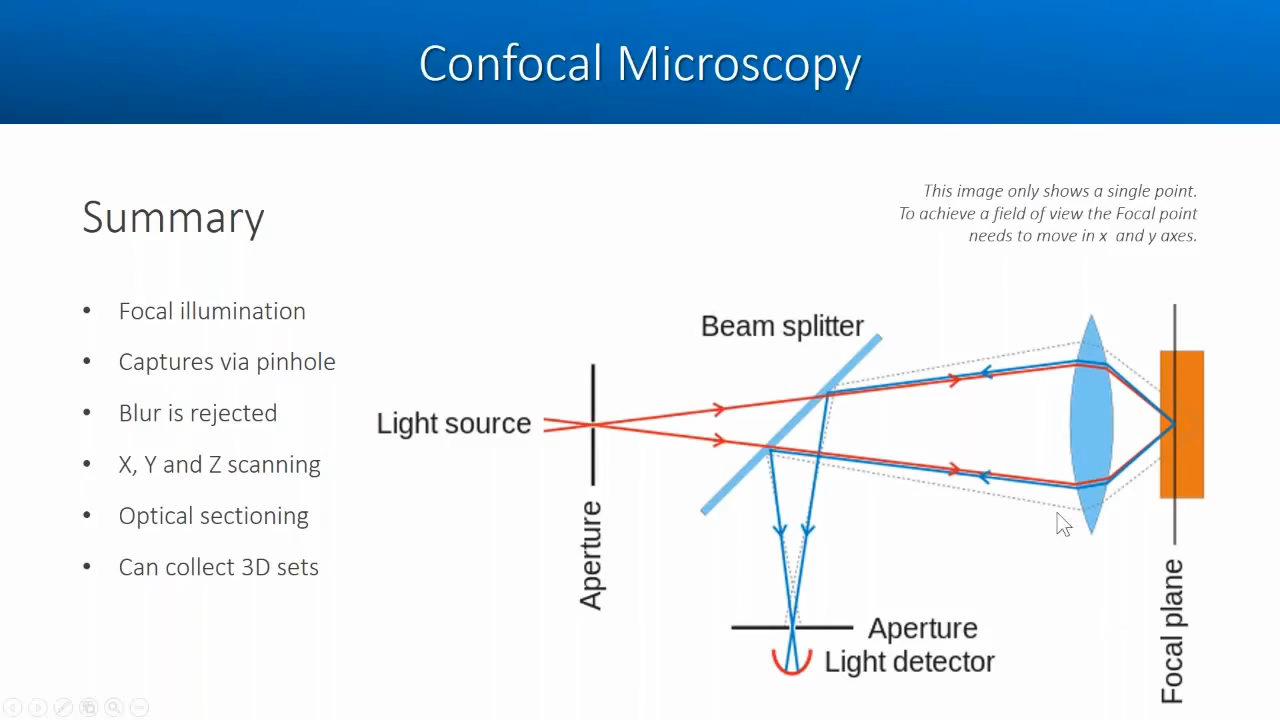 Confocal Microscopy
Summary
This image only shows a single point.
To achieve a field of view the Focal point
needs to move in x and y axes.
• Focal illumination
• Captures via pinhole
• Blur is rejected
• X, Y and Z scanning
• Optical sectioning
• Can collect 3D sets
Beam splitter
Light source
Aperture
Aperture
Light detector
Focal plane